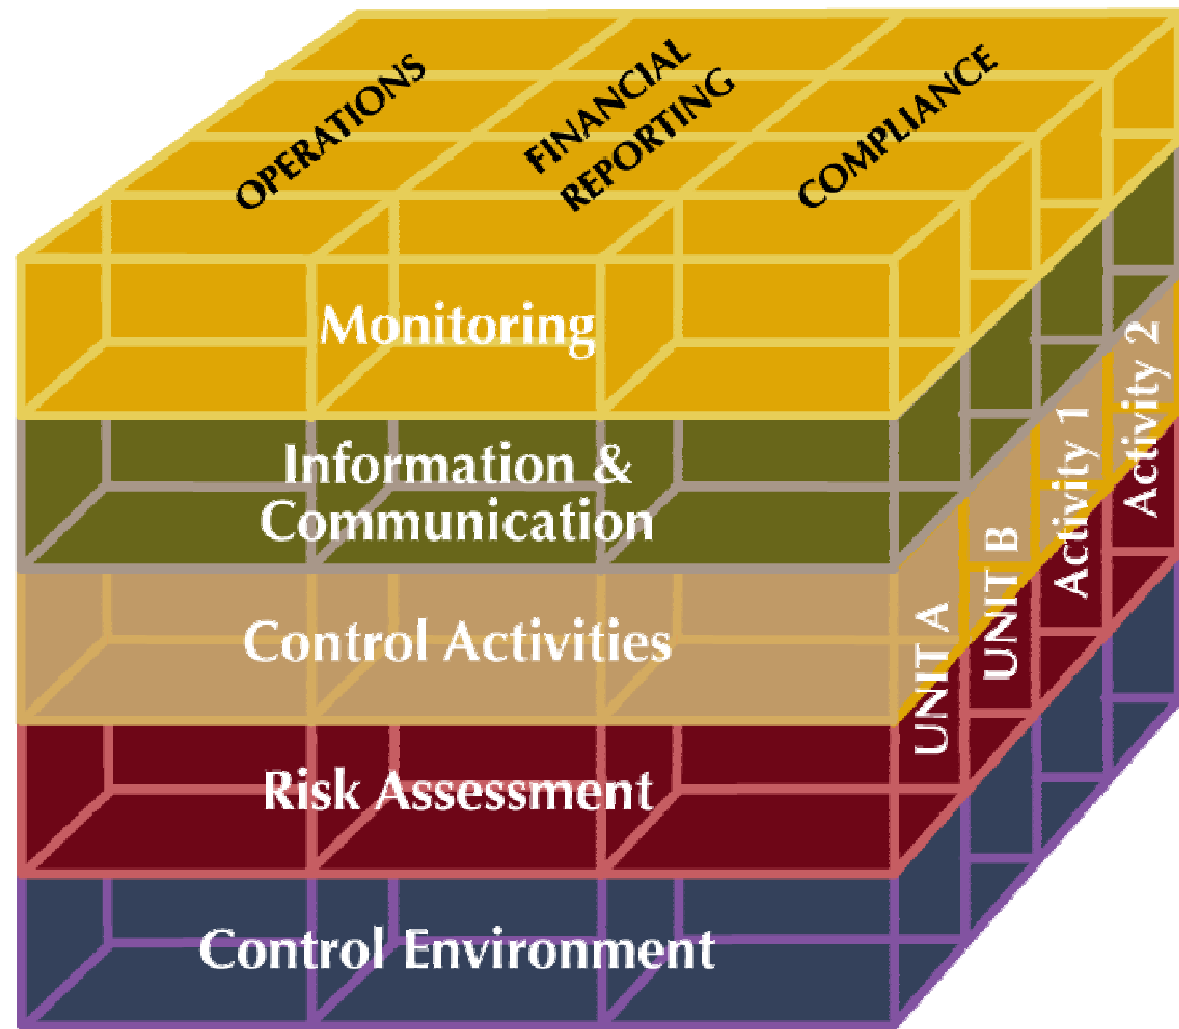 OPERATIONS
FINANCIAL
REPORTING
COMPLIANCE
Monitoring
Information &
Communication
Control Activities
Risk Assessment
Control Environment
UNIT A
UNIT B
Activity 1
Activity 2